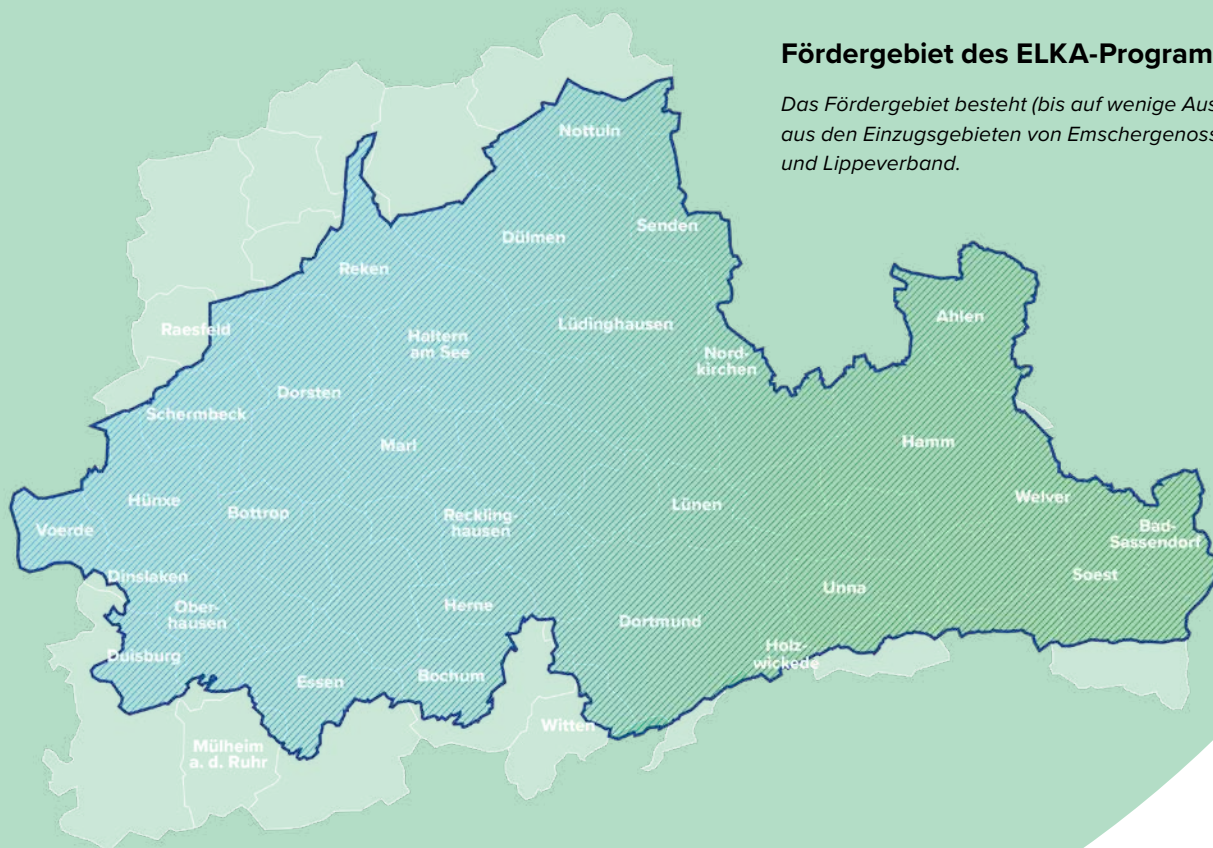 Fördergebiet des ELKA-Program
Das Fördergebiet besteht (bis auf wenige Aus
aus den Einzugsgebieten von Emschergenoss
und Lippeverband.
Nottuln
Senden
Dülmen
Reken
Ahlen
Raesfeld
Lüdinghausen
Haltern
am See
Nord-
kirchen
Dorsten
Schermbeck
Marl
Hamm
Hünxe
Bottrop
Reckling-
hausen
Lünen
Welver
Voerde
Bad-
Sassendorf
Dinslaken
Soest
Unna
Ober-
hausen
Herne
Dortmund
Holz-
wickede
Duisburg
Essen
Bochum
Witten
Mülheim
a. d. Ruhr